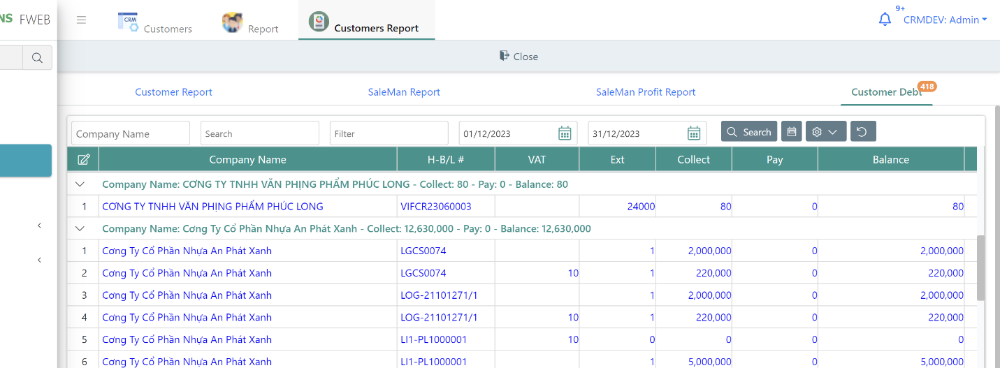 NS FWEB
CRM Customers
Report
Customers Report
9+
CRMDEV: Admin
Close
Customer Report SaleMan Report SaleMan Profit Report Customer Debt 418
Company Name Search Filter 01/12/2023 31/12/2023 Search
Company Name H-B/L # VAT Ext Collect Pay Balance
Company Name: CƠNG TY TNHH VĂN PHỊNG PHẨM PHÚC LONG - Collect: 80 - Pay: 0 - Balance: 80
1 CƠNG TY TNHH VĂN PHỊNG PHẨM PHÚC LONG VIFCR23060003 24000 80 0 80
Company Name: Cơng Ty Cổ Phần Nhựa An Phát Xanh - Collect: 12,630,000 - Pay: 0 - Balance: 12,630,000
1 Cơng Ty Cổ Phần Nhựa An Phát Xanh LGCS0074 1 2,000,000 0 2,000,000
2 Cơng Ty Cổ Phần Nhựa An Phát Xanh LGCS0074 10 1 220,000 0 220,000
3 Cơng Ty Cổ Phần Nhựa An Phát Xanh LOG-21101271/1 1 2,000,000 0 2,000,000
4 Cơng Ty Cổ Phần Nhựa An Phát Xanh LOG-21101271/1 10 1 220,000 0 220,000
5 Cơng Ty Cổ Phần Nhựa An Phát Xanh LI1-PL1000001 10 0 0 0 0
6 Cơng Ty Cổ Phần Nhựa An Phát Xanh LI1-PL1000001 1 5,000,000 0 5,000,000